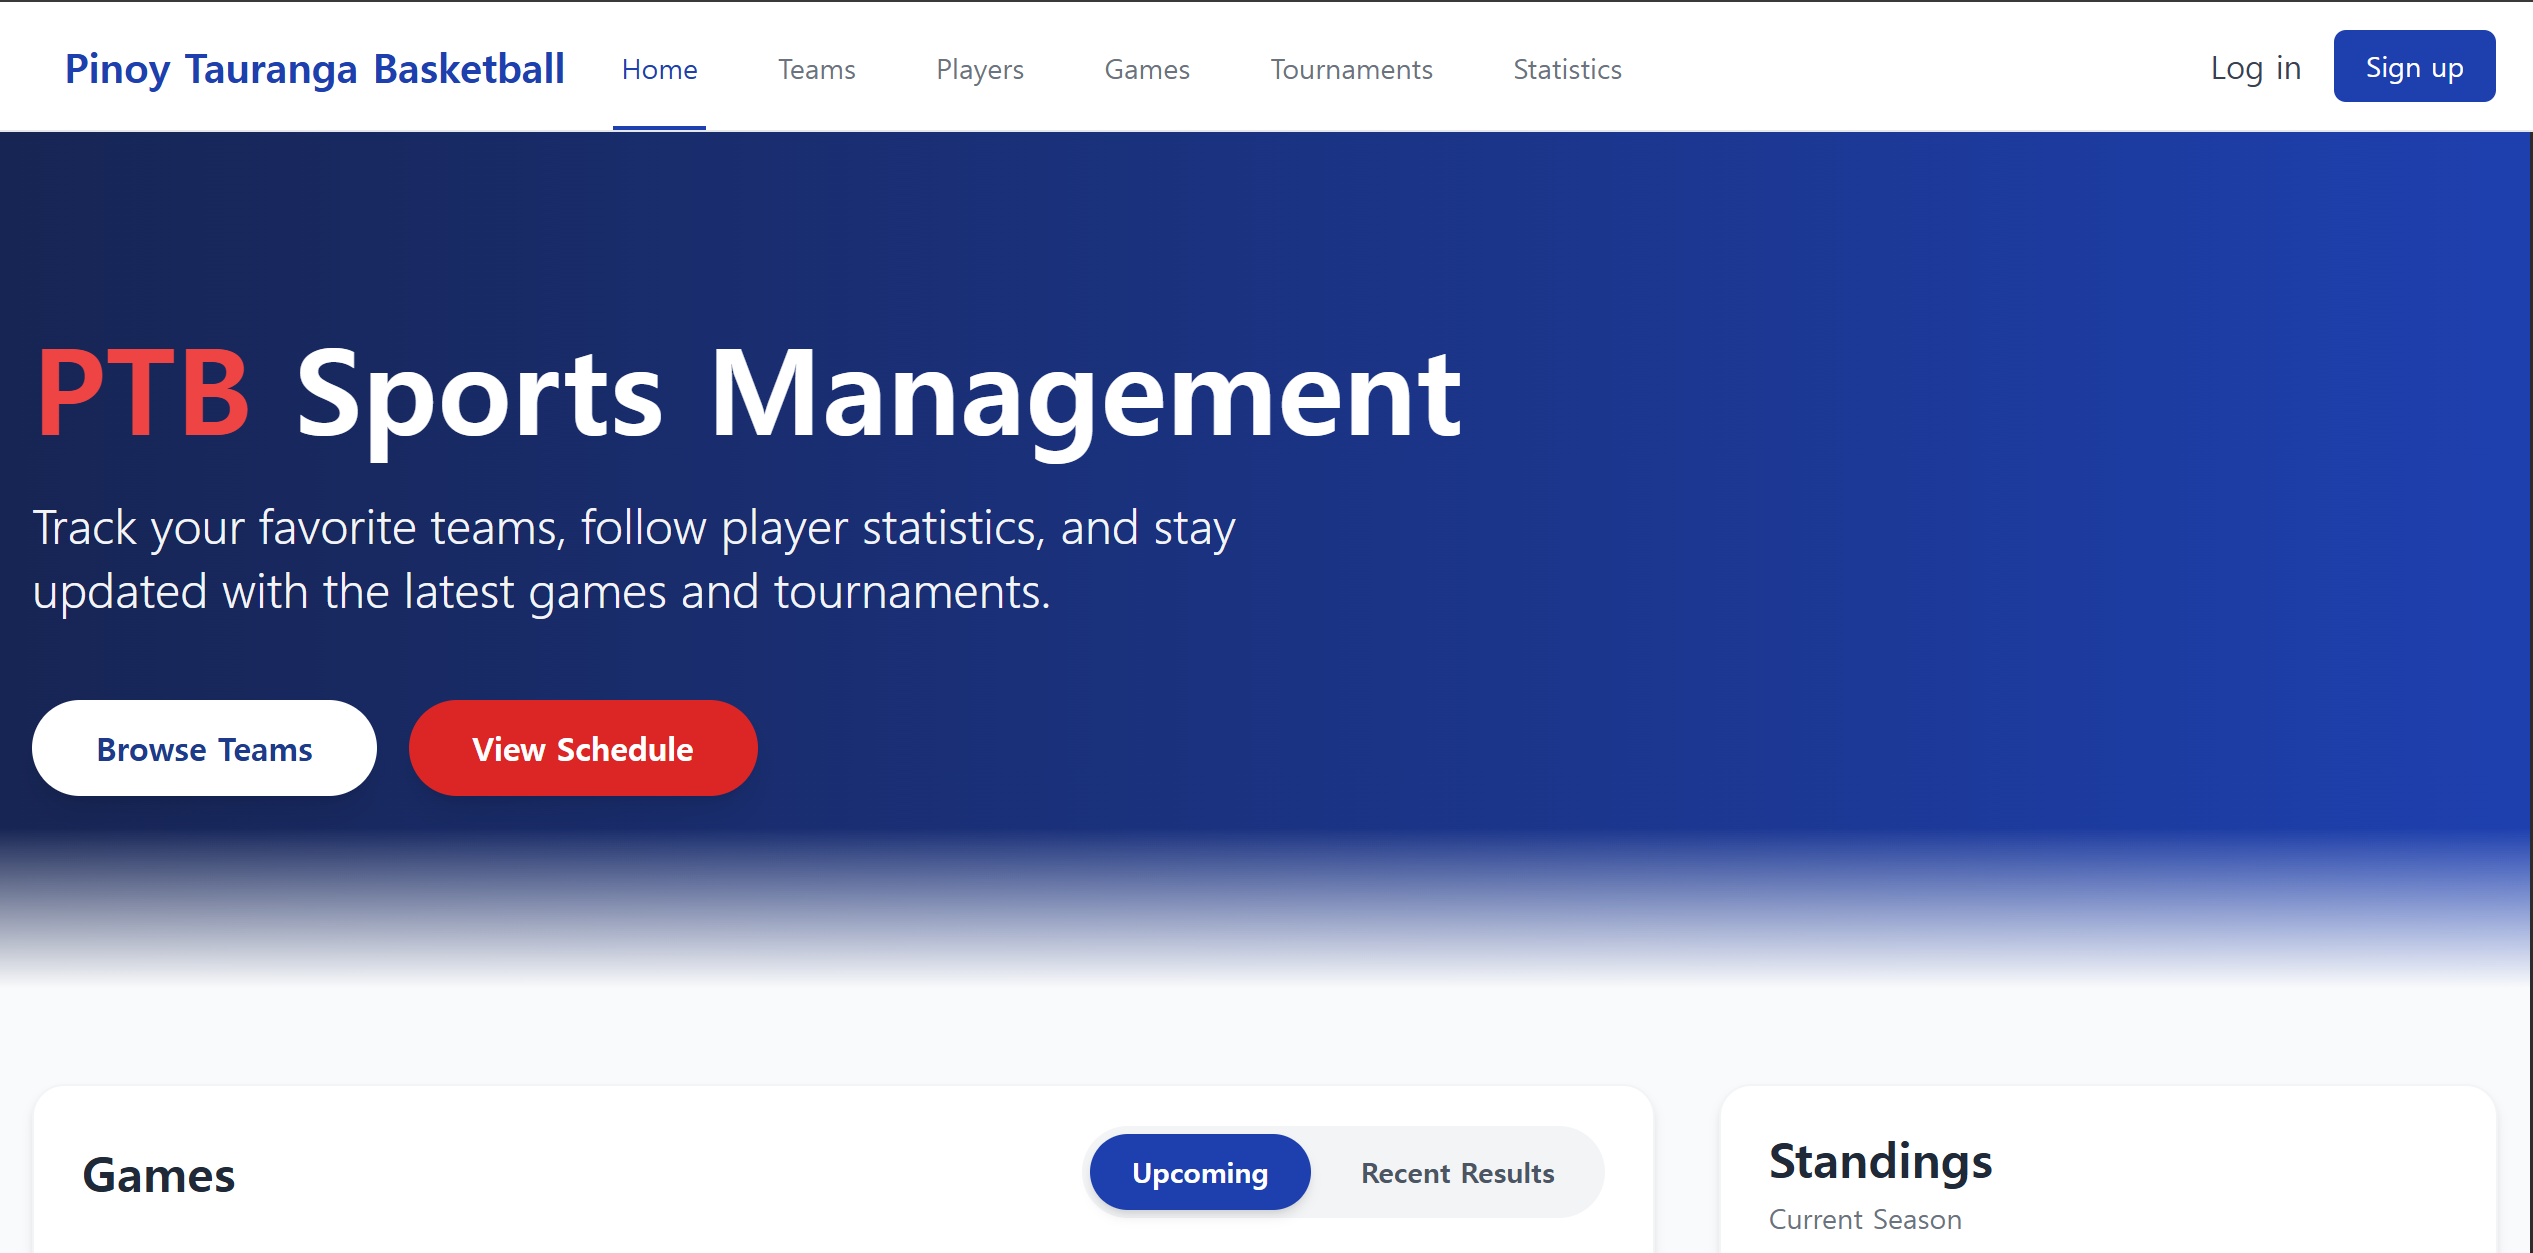 Pinoy Tauranga Basketball
Home
Teams
Players
Games
Tournaments
Statistics
Log in
Sign up
PTB Sports Management
Track your favorite teams, follow player statistics, and stay
updated with the latest games and tournaments.
Browse Teams
View Schedule
Games
Upcoming
Recent Results
Standings
Current Season